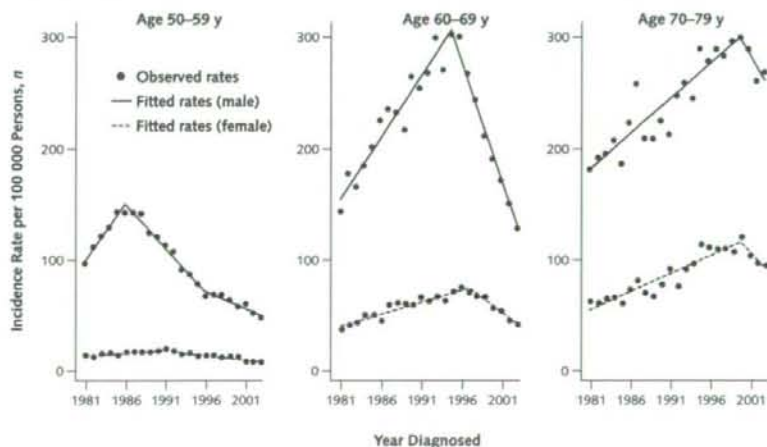 Age 50–59 y
Age 60–69 y
Age 70–79 y
Incidence Rate per 100 000 Persons, n
300
200
100
0
Observed rates
Fitted rates (male)
Fitted rates (female)
1981 1986 1991 1996 2001
300
200
100
0
1981 1986 1991 1996 2001
300
200
100
0
1981 1986 1991 1996 2001
Year Diagnosed